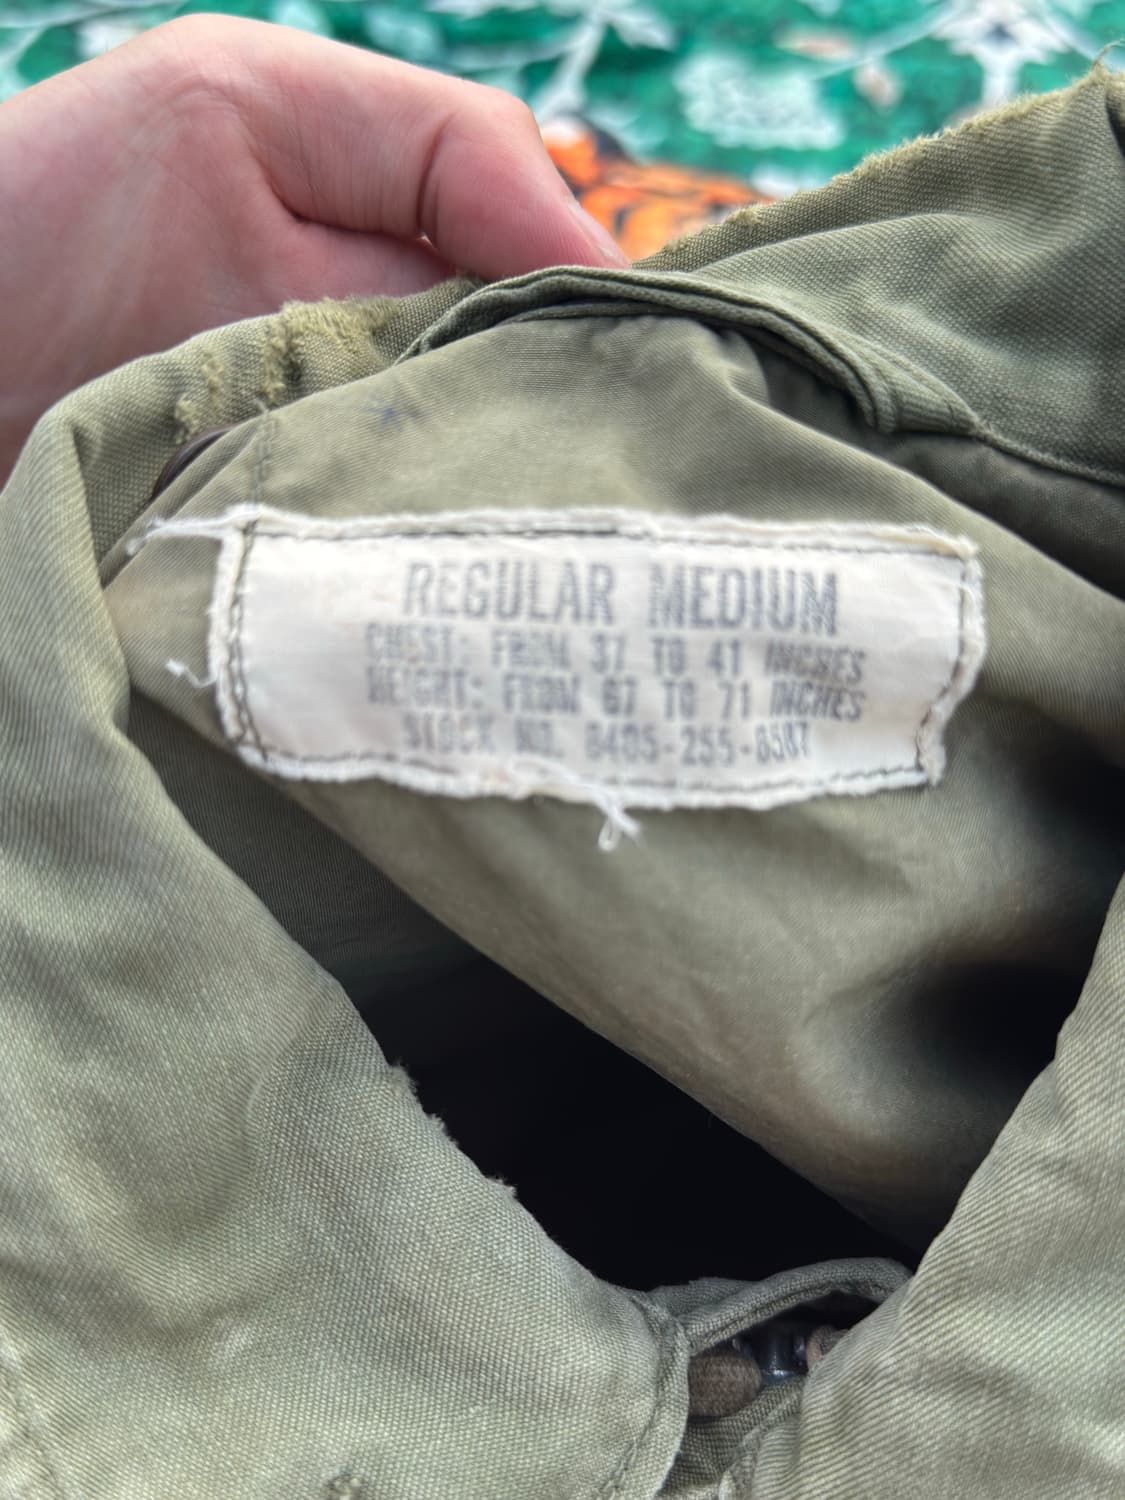 REGULAR MEDIUM
CHEST: FROM 37 TO 41 INCHES
HEIGHT: FROM 67 TO 71 INCHES
STOCK NO. 8405-255-8587